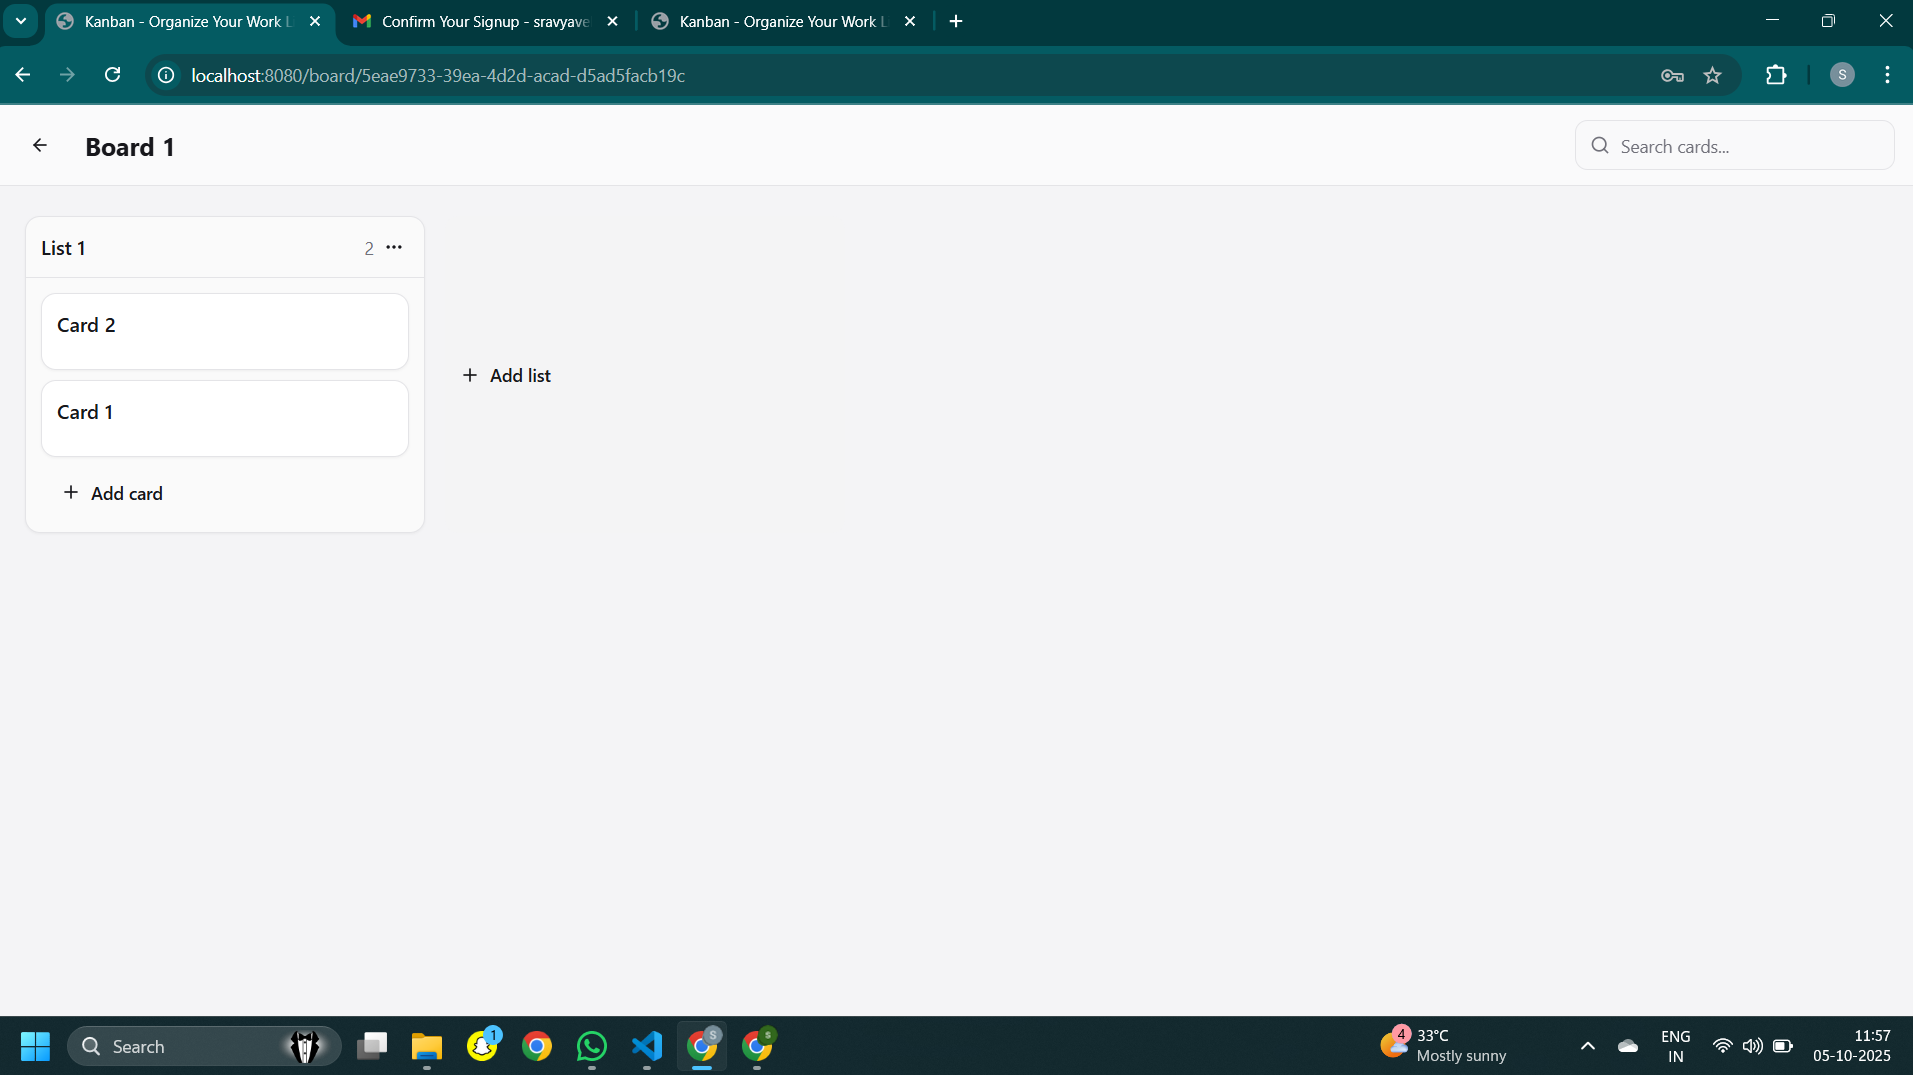 Kanban - Organize Your Work L
Confirm Your Signup - sravyave
Kanban - Organize Your Work L
localhost:8080/board/5eae9733-39ea-4d2d-acad-d5ad5facb19c
S
Board 1
Search cards...
List 1
2
Card 2
Card 1
Add card
Add list
Search
1
S
s
4
33°C
Mostly sunny
ENG
IN
11:57
05-10-2025